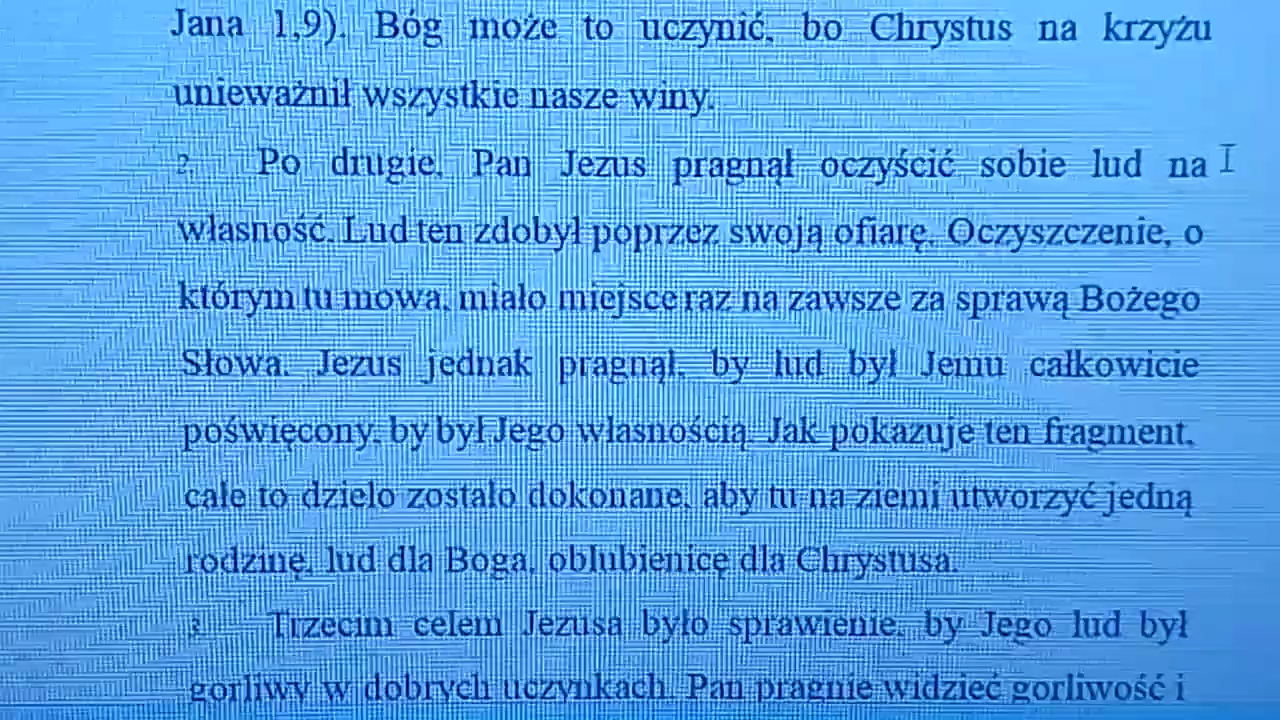 Jana 1,9). Bóg może to uczynić, bo Chrystus na krzyżu
unieważnił wszystkie nasze winy.
2. Po drugie, Pan Jezus pragnął oczyścić sobie lud na
własność. Lud ten zdobył poprzez swoją ofiarę. Oczyszczenie, o
którym tu mowa, miało miejsce raz na zawsze za sprawą Bożego
Słowa. Jezus jednak pragnął, by lud był Jemu całkowicie
poświęcony, by był Jego własnością. Jak pokazuje ten fragment,
całe to dzieło zostało dokonane, aby tu na ziemi utworzyć jedną
rodzinę, lud dla Boga, oblubienicę dla Chrystusa.
3. Trzecim celem Jezusa było sprawienie, by Jego lud był
gorliwy w dobrych uczynkach. Pan pragnie widzieć gorliwość i